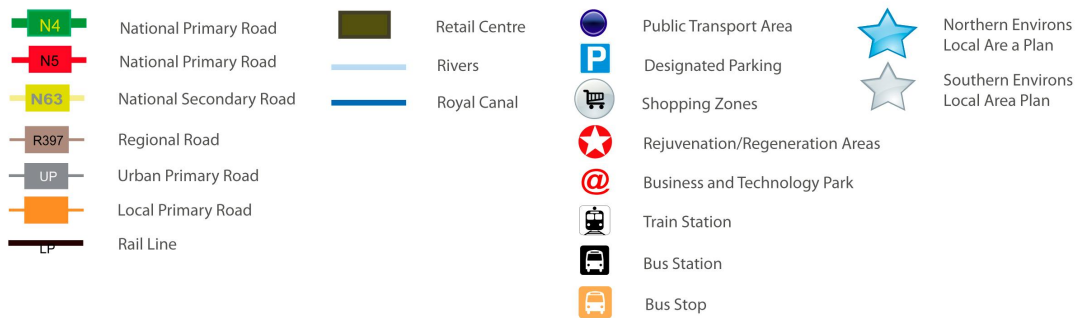 N4 National Primary Road
N5 National Primary Road
N63 National Secondary Road
R397 Regional Road
UP Urban Primary Road
Local Primary Road
LP Rail Line
Retail Centre
Rivers
Royal Canal
Public Transport Area
P Designated Parking
Shopping Zones
Rejuvenation/Regeneration Areas
@ Business and Technology Park
Train Station
Bus Station
Bus Stop
Northern Environs
Local Are a Plan
Southern Environs
Local Area Plan